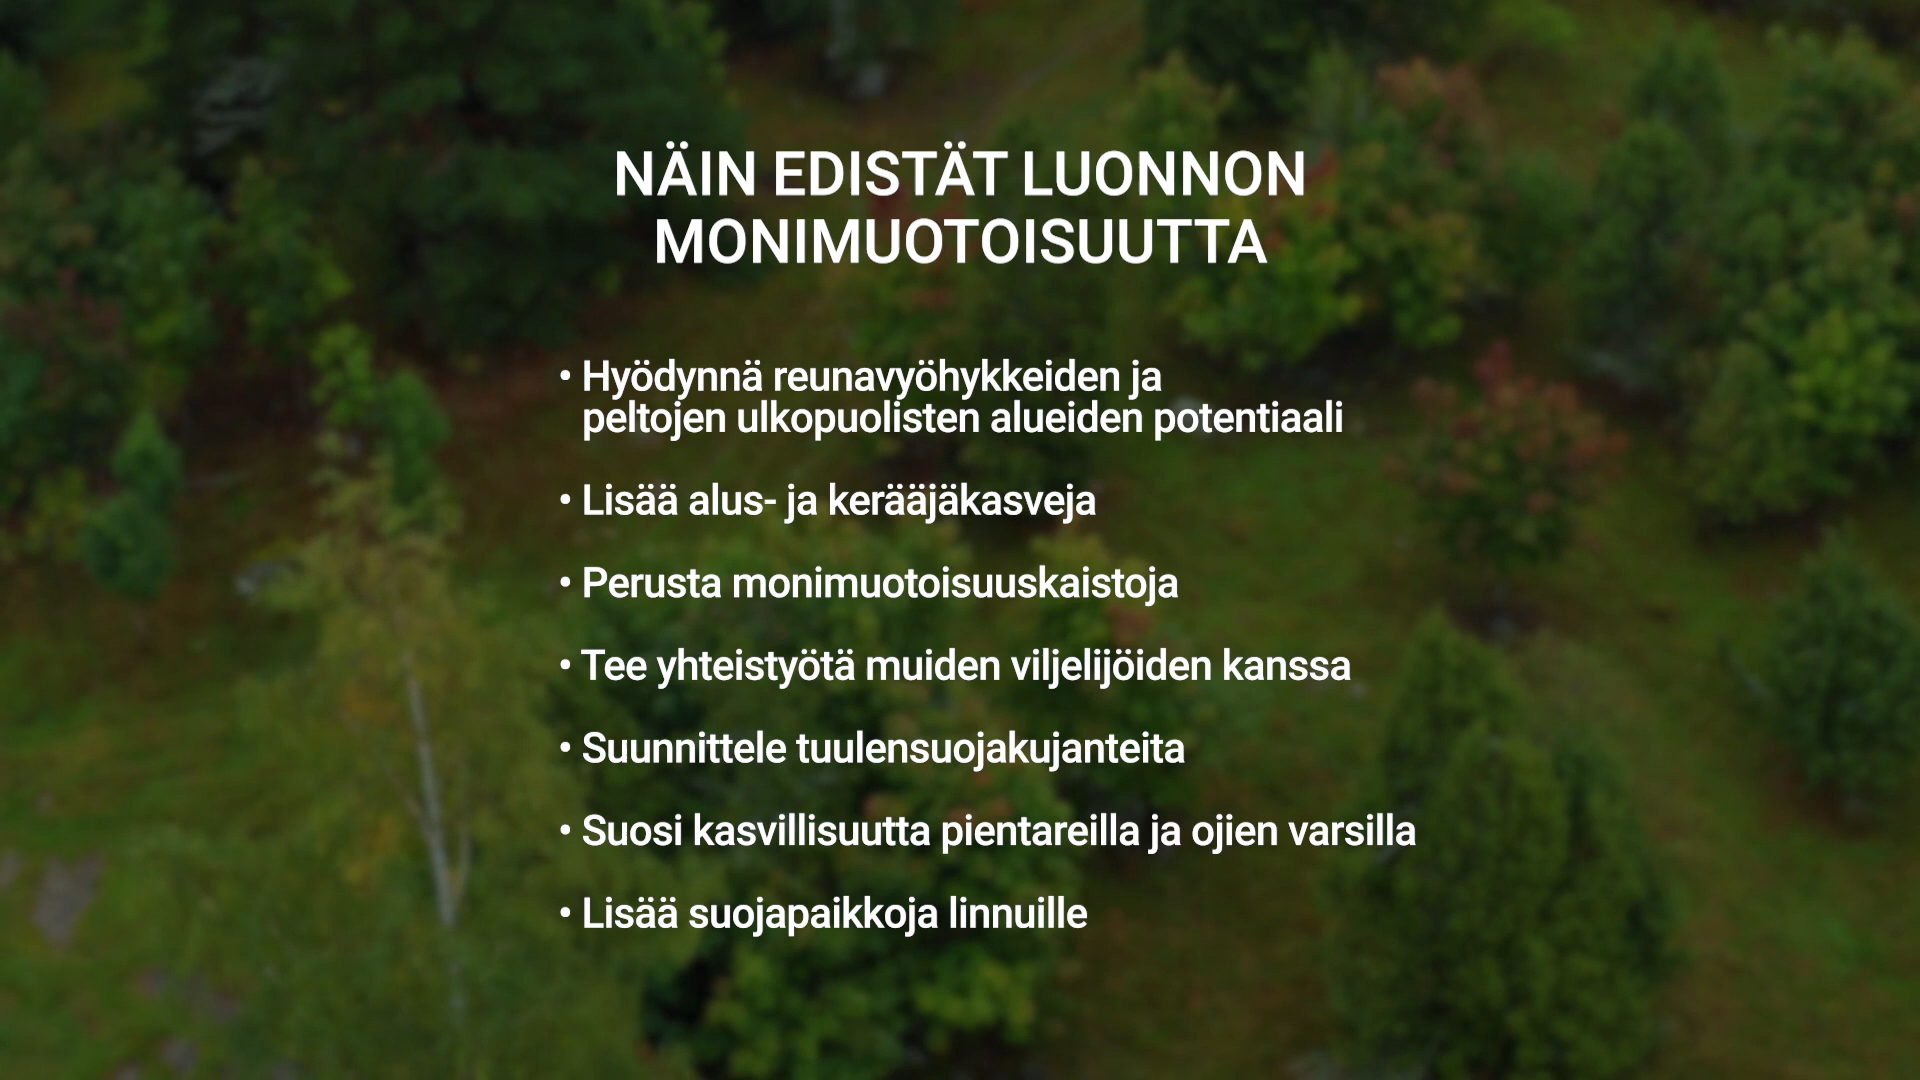 NÄIN EDISTÄT LUONNON
MONIMUOTOISUUTTA
• Hyödynnä reunavyöhykkeiden ja
peltojen ulkopuolisten alueiden potentiaali
• Lisää alus- ja kerääjäkasveja
• Perusta monimuotoisuuskaistoja
• Tee yhteistyötä muiden viljelijöiden kanssa
• Suunnittele tuulensuojakujanteita
• Suosi kasvillisuutta pientareilla ja ojien varsilla
• Lisää suojapaikkoja linnuille